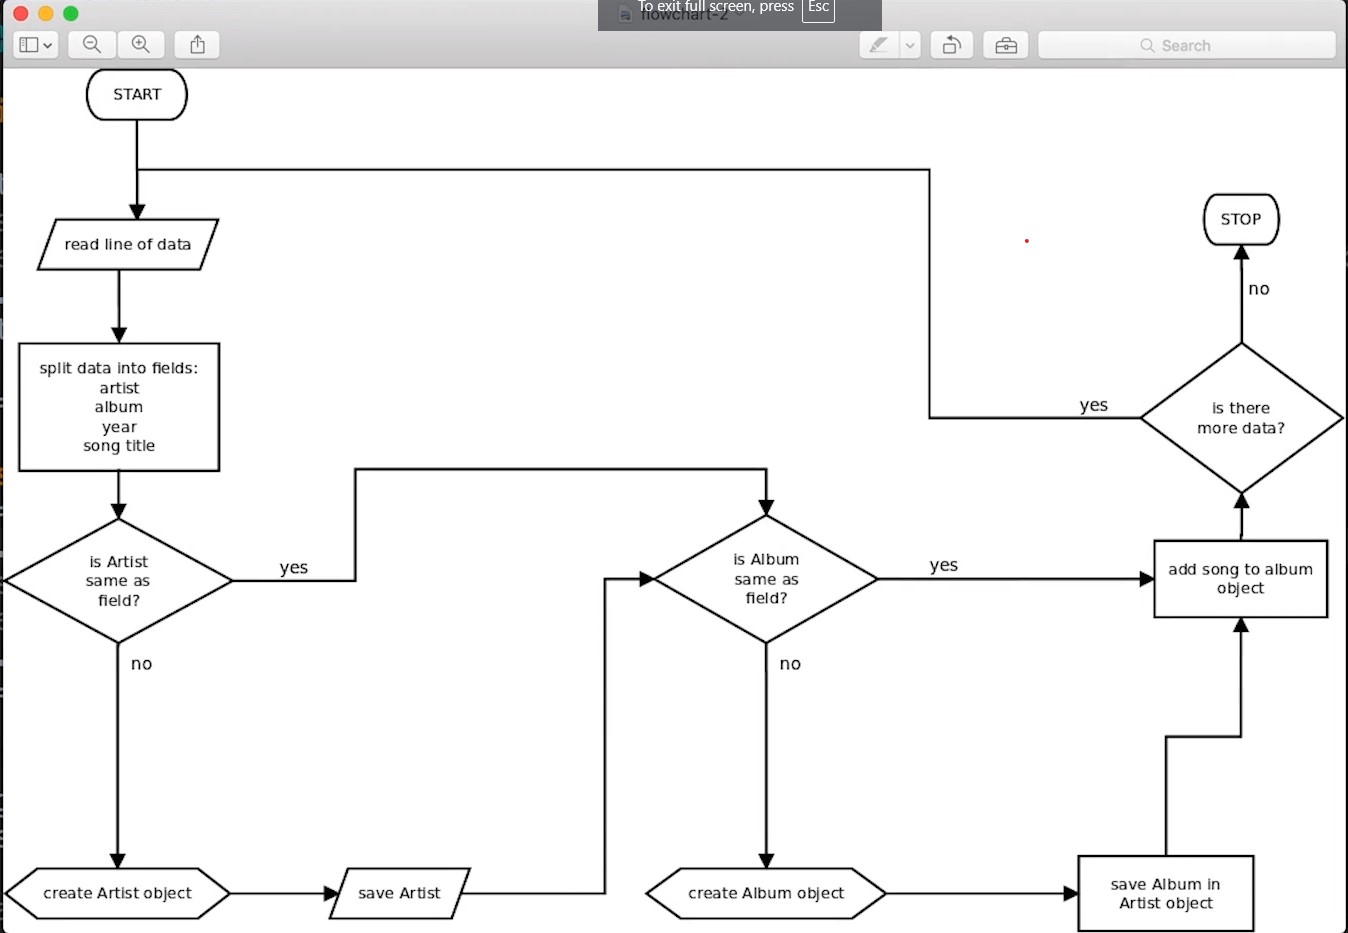 To exit full screen, press Esc
flowchart-2
Search
START
read line of data
split data into fields:
artist
album
year
song title
is Artist
same as
field?
yes
no
create Artist object
save Artist
is Album
same as
field?
yes
no
create Album object
save Album in
Artist object
add song to album
object
is there
more data?
yes
no
STOP